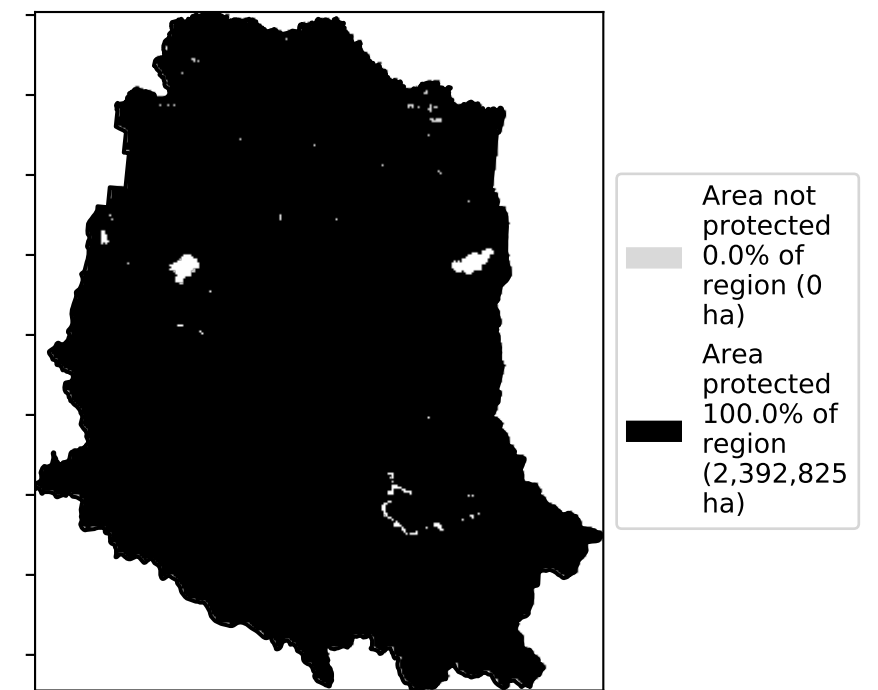 Area not
protected
0.0% of
region (0
ha)
Area
protected
100.0% of
region
(2,392,825
ha)